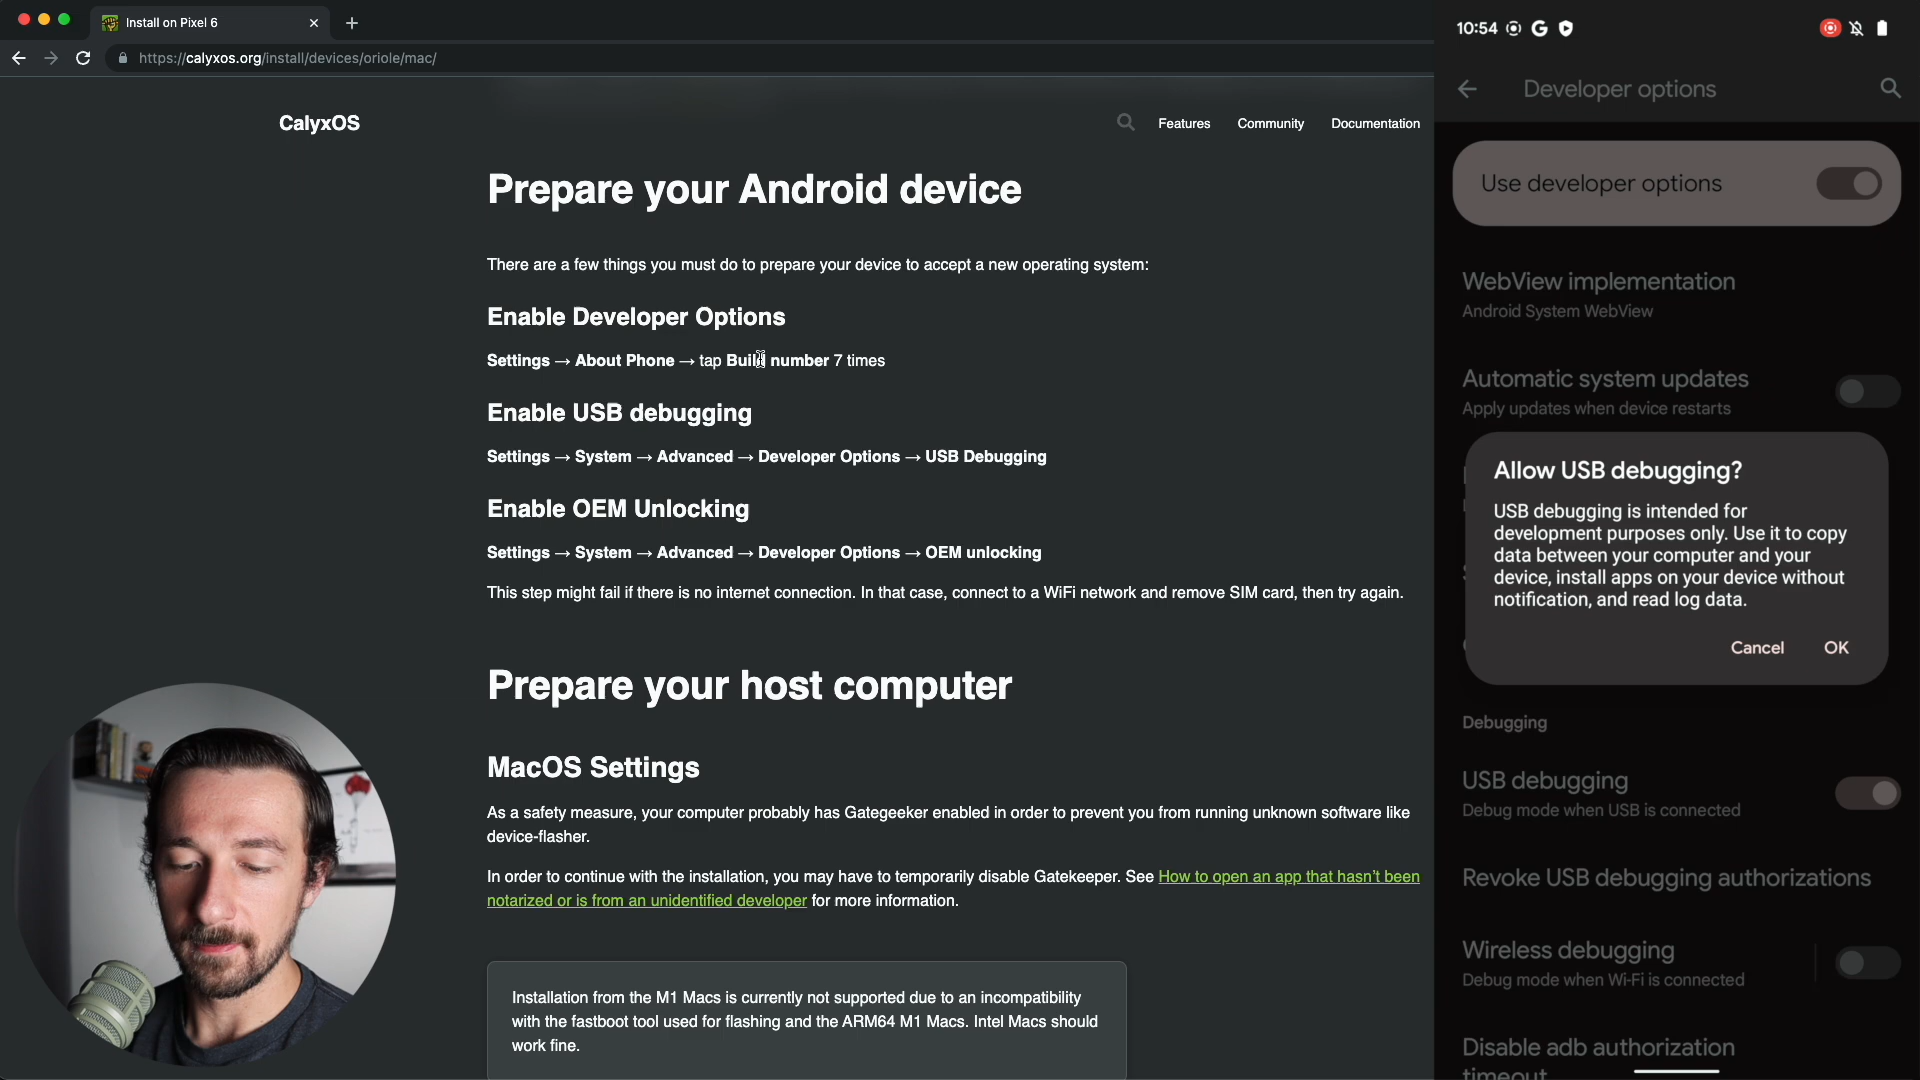 Install on Pixel 6
https://calyxos.org/install/devices/oriole/mac/
CalyxOS
Features
Community
Documentation
Prepare your Android device
There are a few things you must do to prepare your device to accept a new operating system:
Enable Developer Options
Settings → About Phone → tap Build number 7 times
Enable USB debugging
Settings → System → Advanced → Developer Options → USB Debugging
Enable OEM Unlocking
Settings → System → Advanced → Developer Options → OEM unlocking
This step might fail if there is no internet connection. In that case, connect to a WiFi network and remove SIM card, then try again.
Prepare your host computer
MacOS Settings
As a safety measure, your computer probably has Gategeeker enabled in order to prevent you from running unknown software like
device-flasher.
In order to continue with the installation, you may have to temporarily disable Gatekeeper. See How to open an app that hasn't been
notarized or is from an unidentified developer for more information.
Installation from the M1 Macs is currently not supported due to an incompatibility
with the fastboot tool used for flashing and the ARM64 M1 Macs. Intel Macs should
work fine.
10:54
Developer options
Use developer options
WebView implementation
Android System WebView
Automatic system updates
Apply updates when device restarts
Allow USB debugging?
USB debugging is intended for
development purposes only. Use it to copy
data between your computer and your
device, install apps on your device without
notification, and read log data.
Cancel
OK
Debugging
USB debugging
Debug mode when USB is connected
Revoke USB debugging authorizations
Wireless debugging
Debug mode when Wi-Fi is connected
Disable adb authorization
timeout